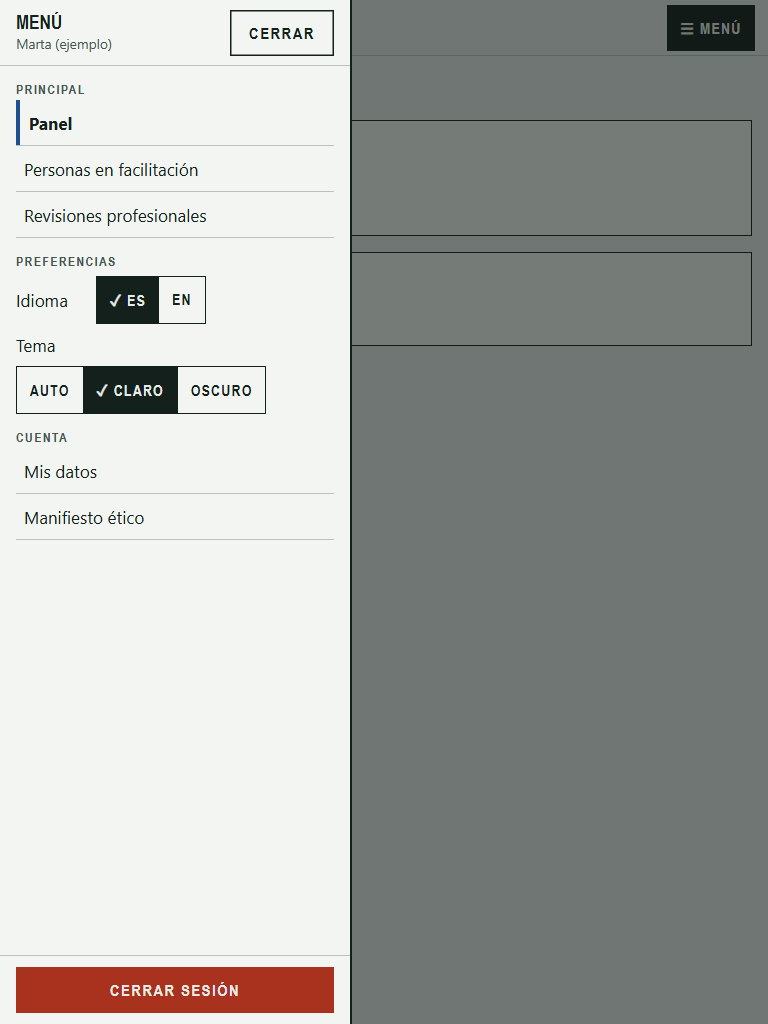 MENÚ
Marta (ejemplo)
CERRAR
☰ MENÚ
PRINCIPAL
Panel
Personas en facilitación
Revisiones profesionales
PREFERENCIAS
Idioma
✓ ES EN
Tema
AUTO ✓ CLARO OSCURO
CUENTA
Mis datos
Manifiesto ético
CERRAR SESIÓN